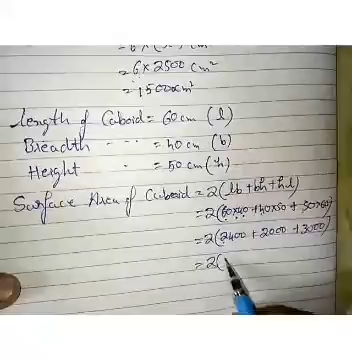 = 6 × 2500 cm²
= 15000 cm²
Length of Cuboid = 60 cm (l)
Breadth " " = 40 cm (b)
Height " = 50 cm (h)
Surface Area of Cuboid = 2 (lb + bh + hl)
= 2 (60×40 + 40×50 + 50×60)
= 2 (2400 + 2000 + 3000)
= 2 (